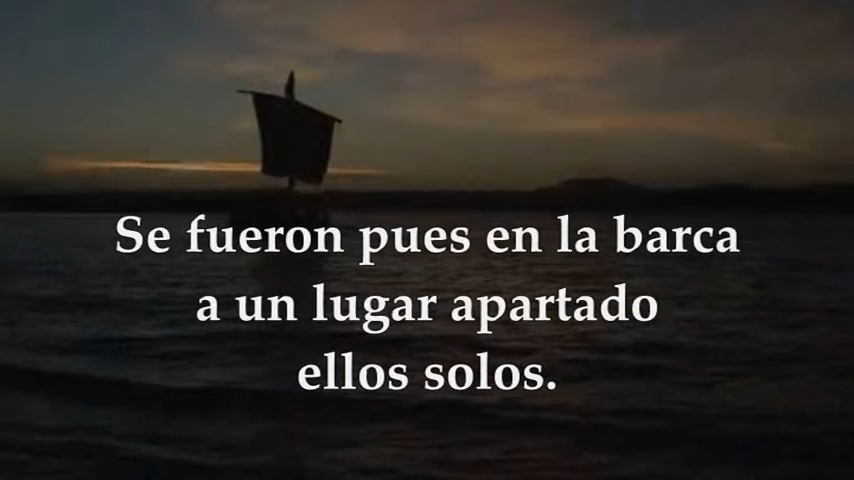 Se fueron pues en la barca
a un lugar apartado
ellos solos.